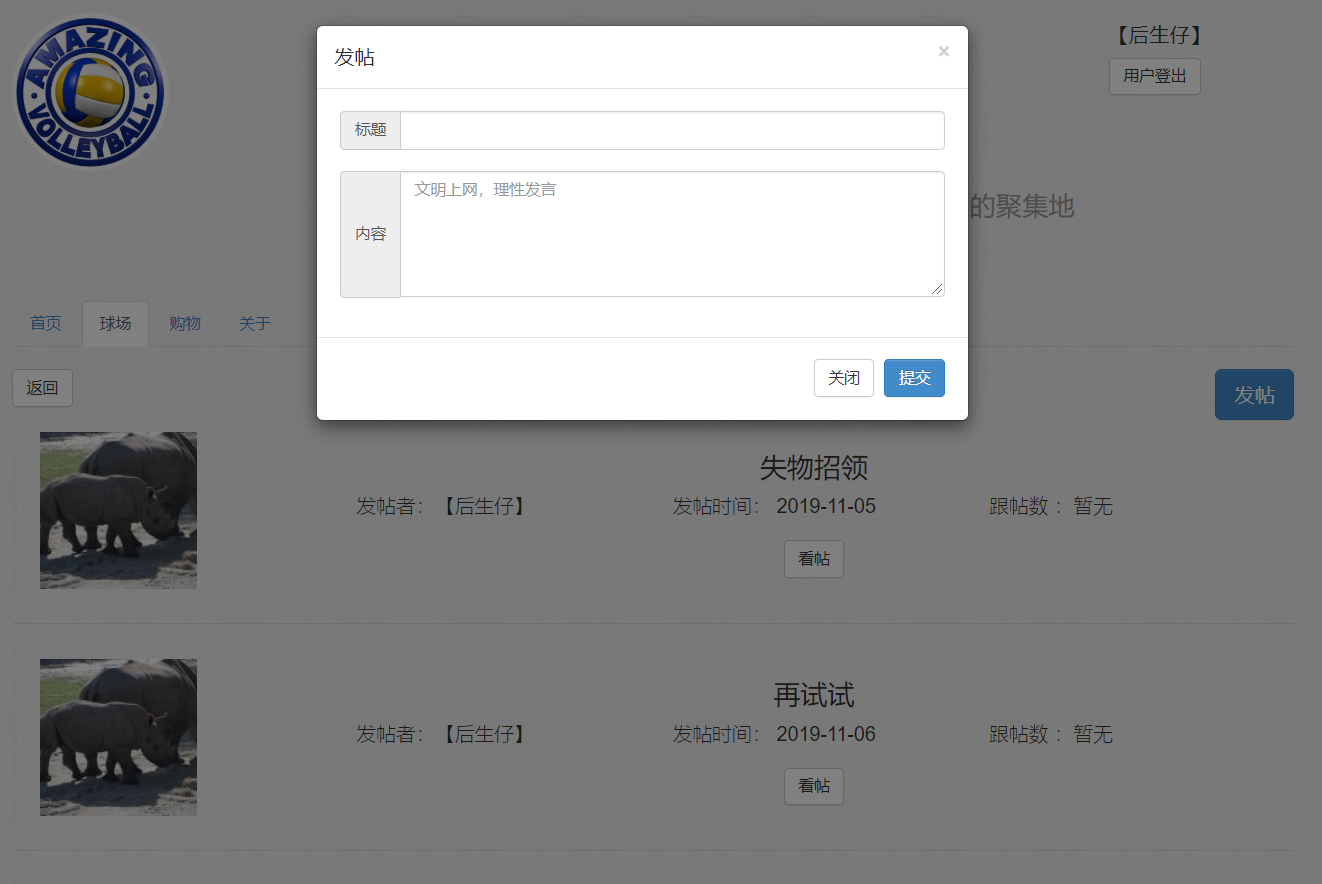 AMAZING
VOLLEYBALL
【后生仔】
用户登出
的聚集地
发帖
×
标题
文明上网，理性发言
内容
关闭
提交
首页
球场
购物
关于
返回
发帖
失物招领
发帖者： 【后生仔】
发帖时间： 2019-11-05
跟帖数 ：暂无
看帖
再试试
发帖者： 【后生仔】
发帖时间： 2019-11-06
跟帖数 ：暂无
看帖